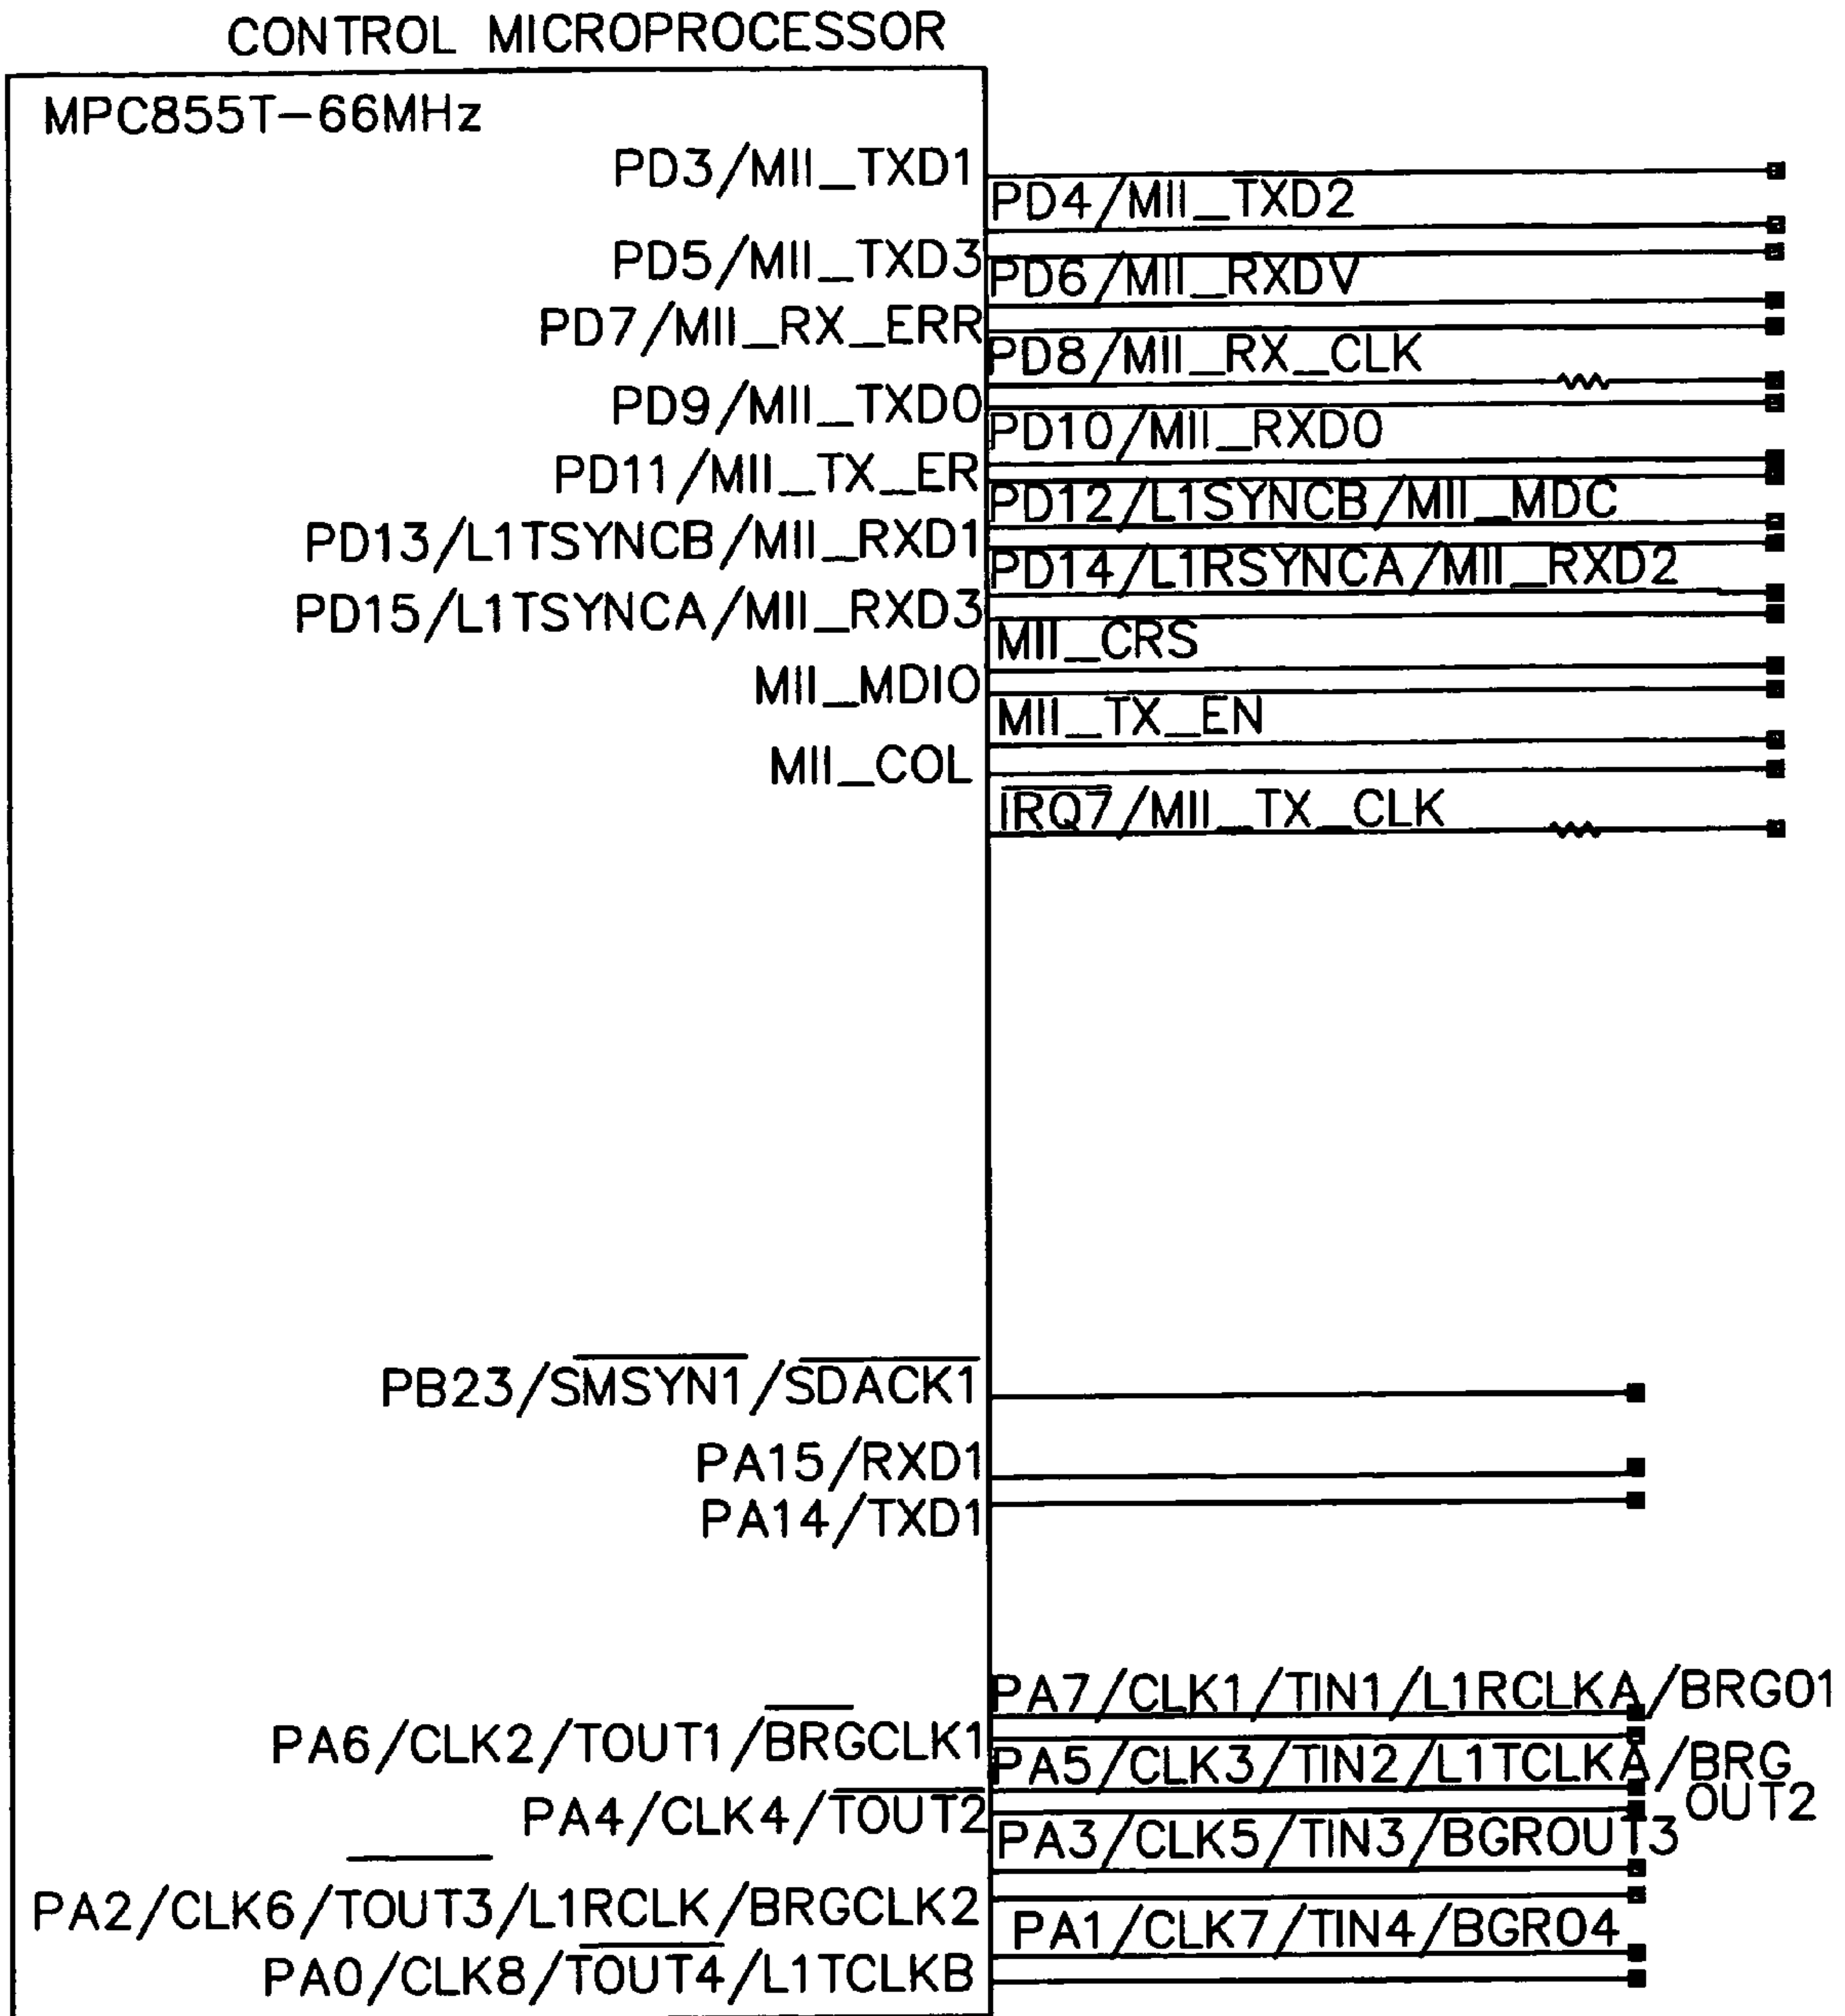 CONTROL MICROPROCESSOR
MPC855T-66MHz
PD3/MII_TXD1
PD4/MII_TXD2
PD5/MII_TXD3
PD6/MII_RXDV
PD7/MII_RX_ERR
PD8/MII_RX_CLK
PD9/MII_TXD0
PD10/MII_RXD0
PD11/MII_TX_ER
PD12/L1SYNCB/MII_MDC
PD13/L1TSYNCB/MII_RXD1
PD14/L1RSYNCA/MII_RXD2
PD15/L1TSYNCA/MII_RXD3
MII_CRS
MII_MDIO
MII_TX_EN
MII_COL
IRQ7/MII_TX_CLK
PB23/SMSYN1/SDACK1
PA15/RXD1
PA14/TXD1
PA7/CLK1/TIN1/L1RCLKA/BRGO1
PA6/CLK2/TOUT1/BRGCLK1
PA5/CLK3/TIN2/L1TCLKA/BRG
OUT2
PA4/CLK4/TOUT2
PA3/CLK5/TIN3/BGROUT3
PA2/CLK6/TOUT3/L1RCLK/BRGCLK2
PA1/CLK7/TIN4/BGRO4
PA0/CLK8/TOUT4/L1TCLKB